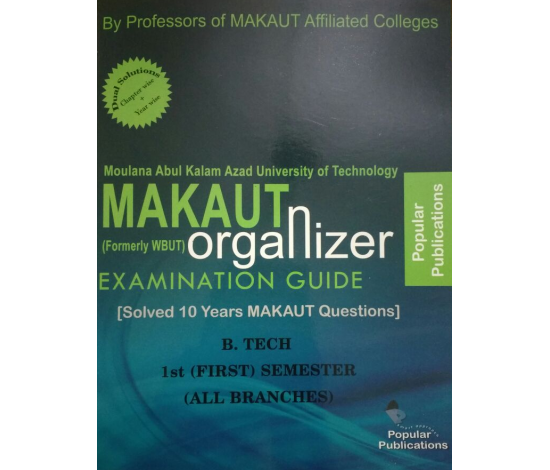 By Professors of MAKAUT Affiliated Colleges
Dual Solutions
Chapter wise
+
Year wise
Moulana Abul Kalam Azad University of Technology
MAKAUT
(Formerly WBUT)
organizer
EXAMINATION GUIDE
Popular
Publications
[Solved 10 Years MAKAUT Questions]
B. TECH
1st (FIRST) SEMESTER
(ALL BRANCHES)
Popular
Publications